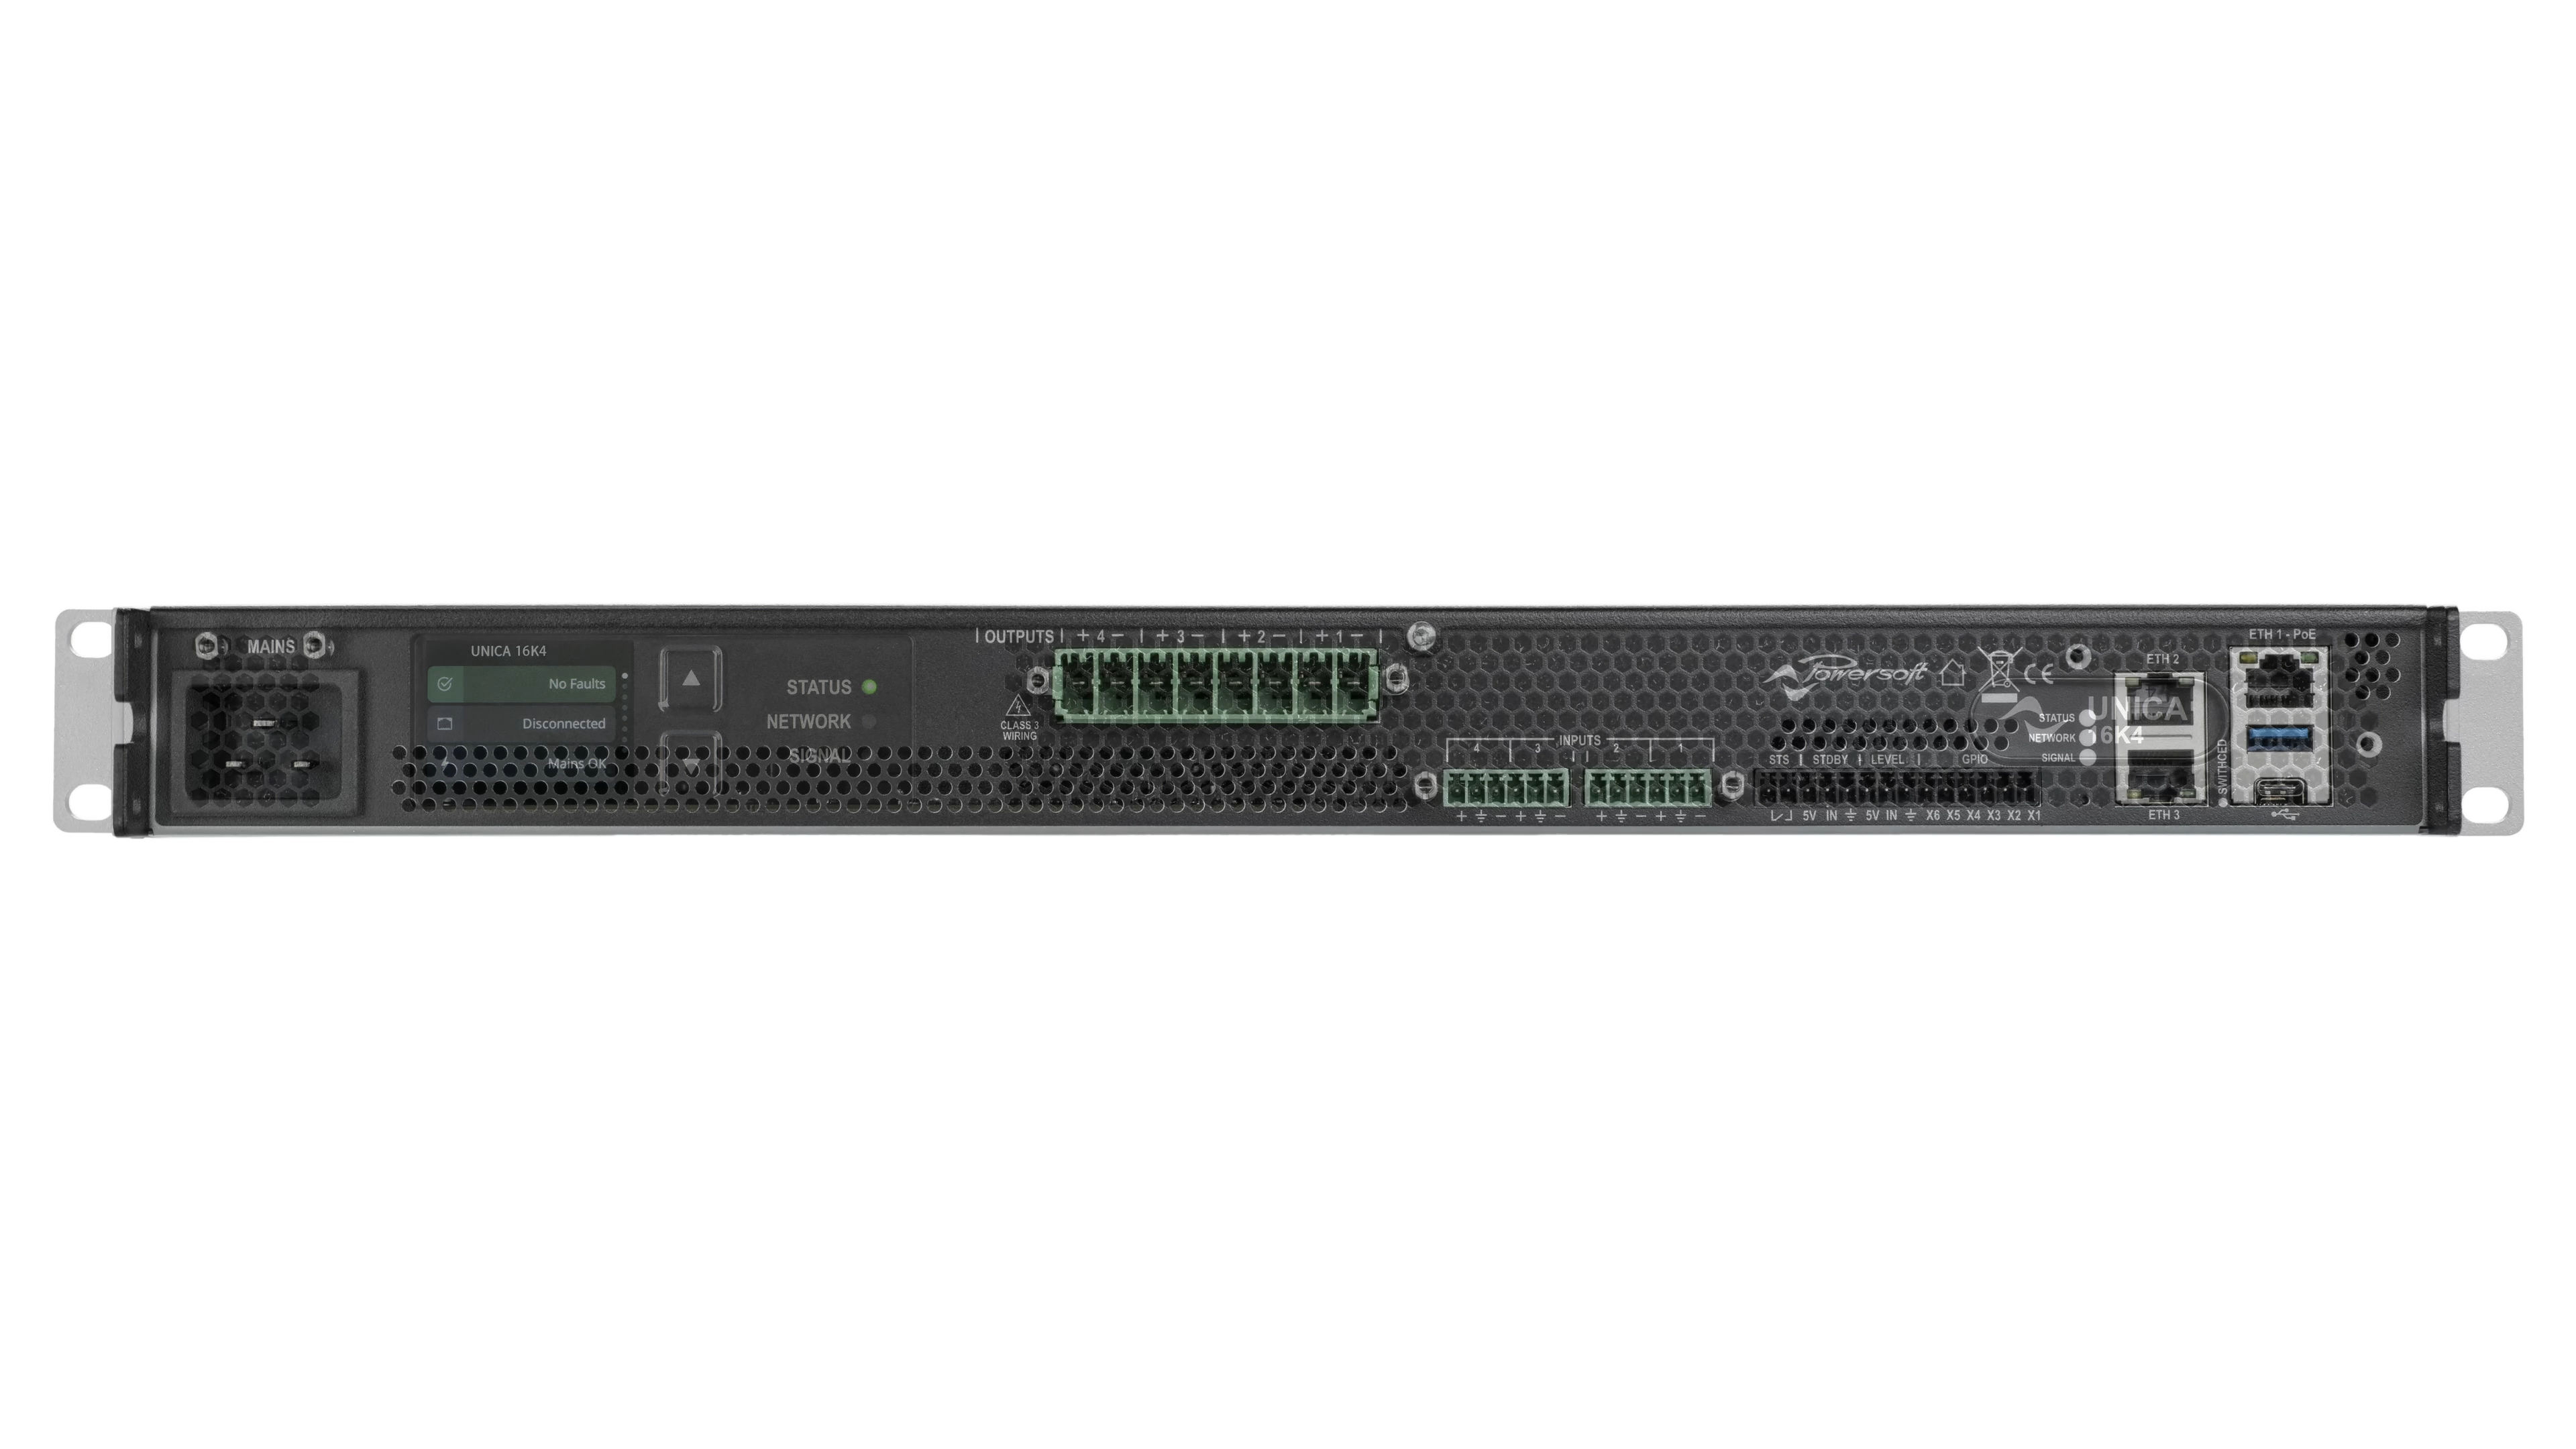 MAINS
UNICA 16K4
No Faults
Disconnected
Mains OK
STATUS
NETWORK
SIGNAL
OUTPUTS + 4 − + 3 − + 2 − + 1 −
CLASS 3
WIRING
INPUTS
4 3 2 1
+ − + − + − + −
Powersoft
CE
STATUS
NETWORK
SIGNAL
UNICA
16K4
STS STDBY LEVEL GPIO
5V IN 5V IN X6 X5 X4 X3 X2 X1
ETH 2
ETH 3
SWITHCED
ETH 1 - PoE